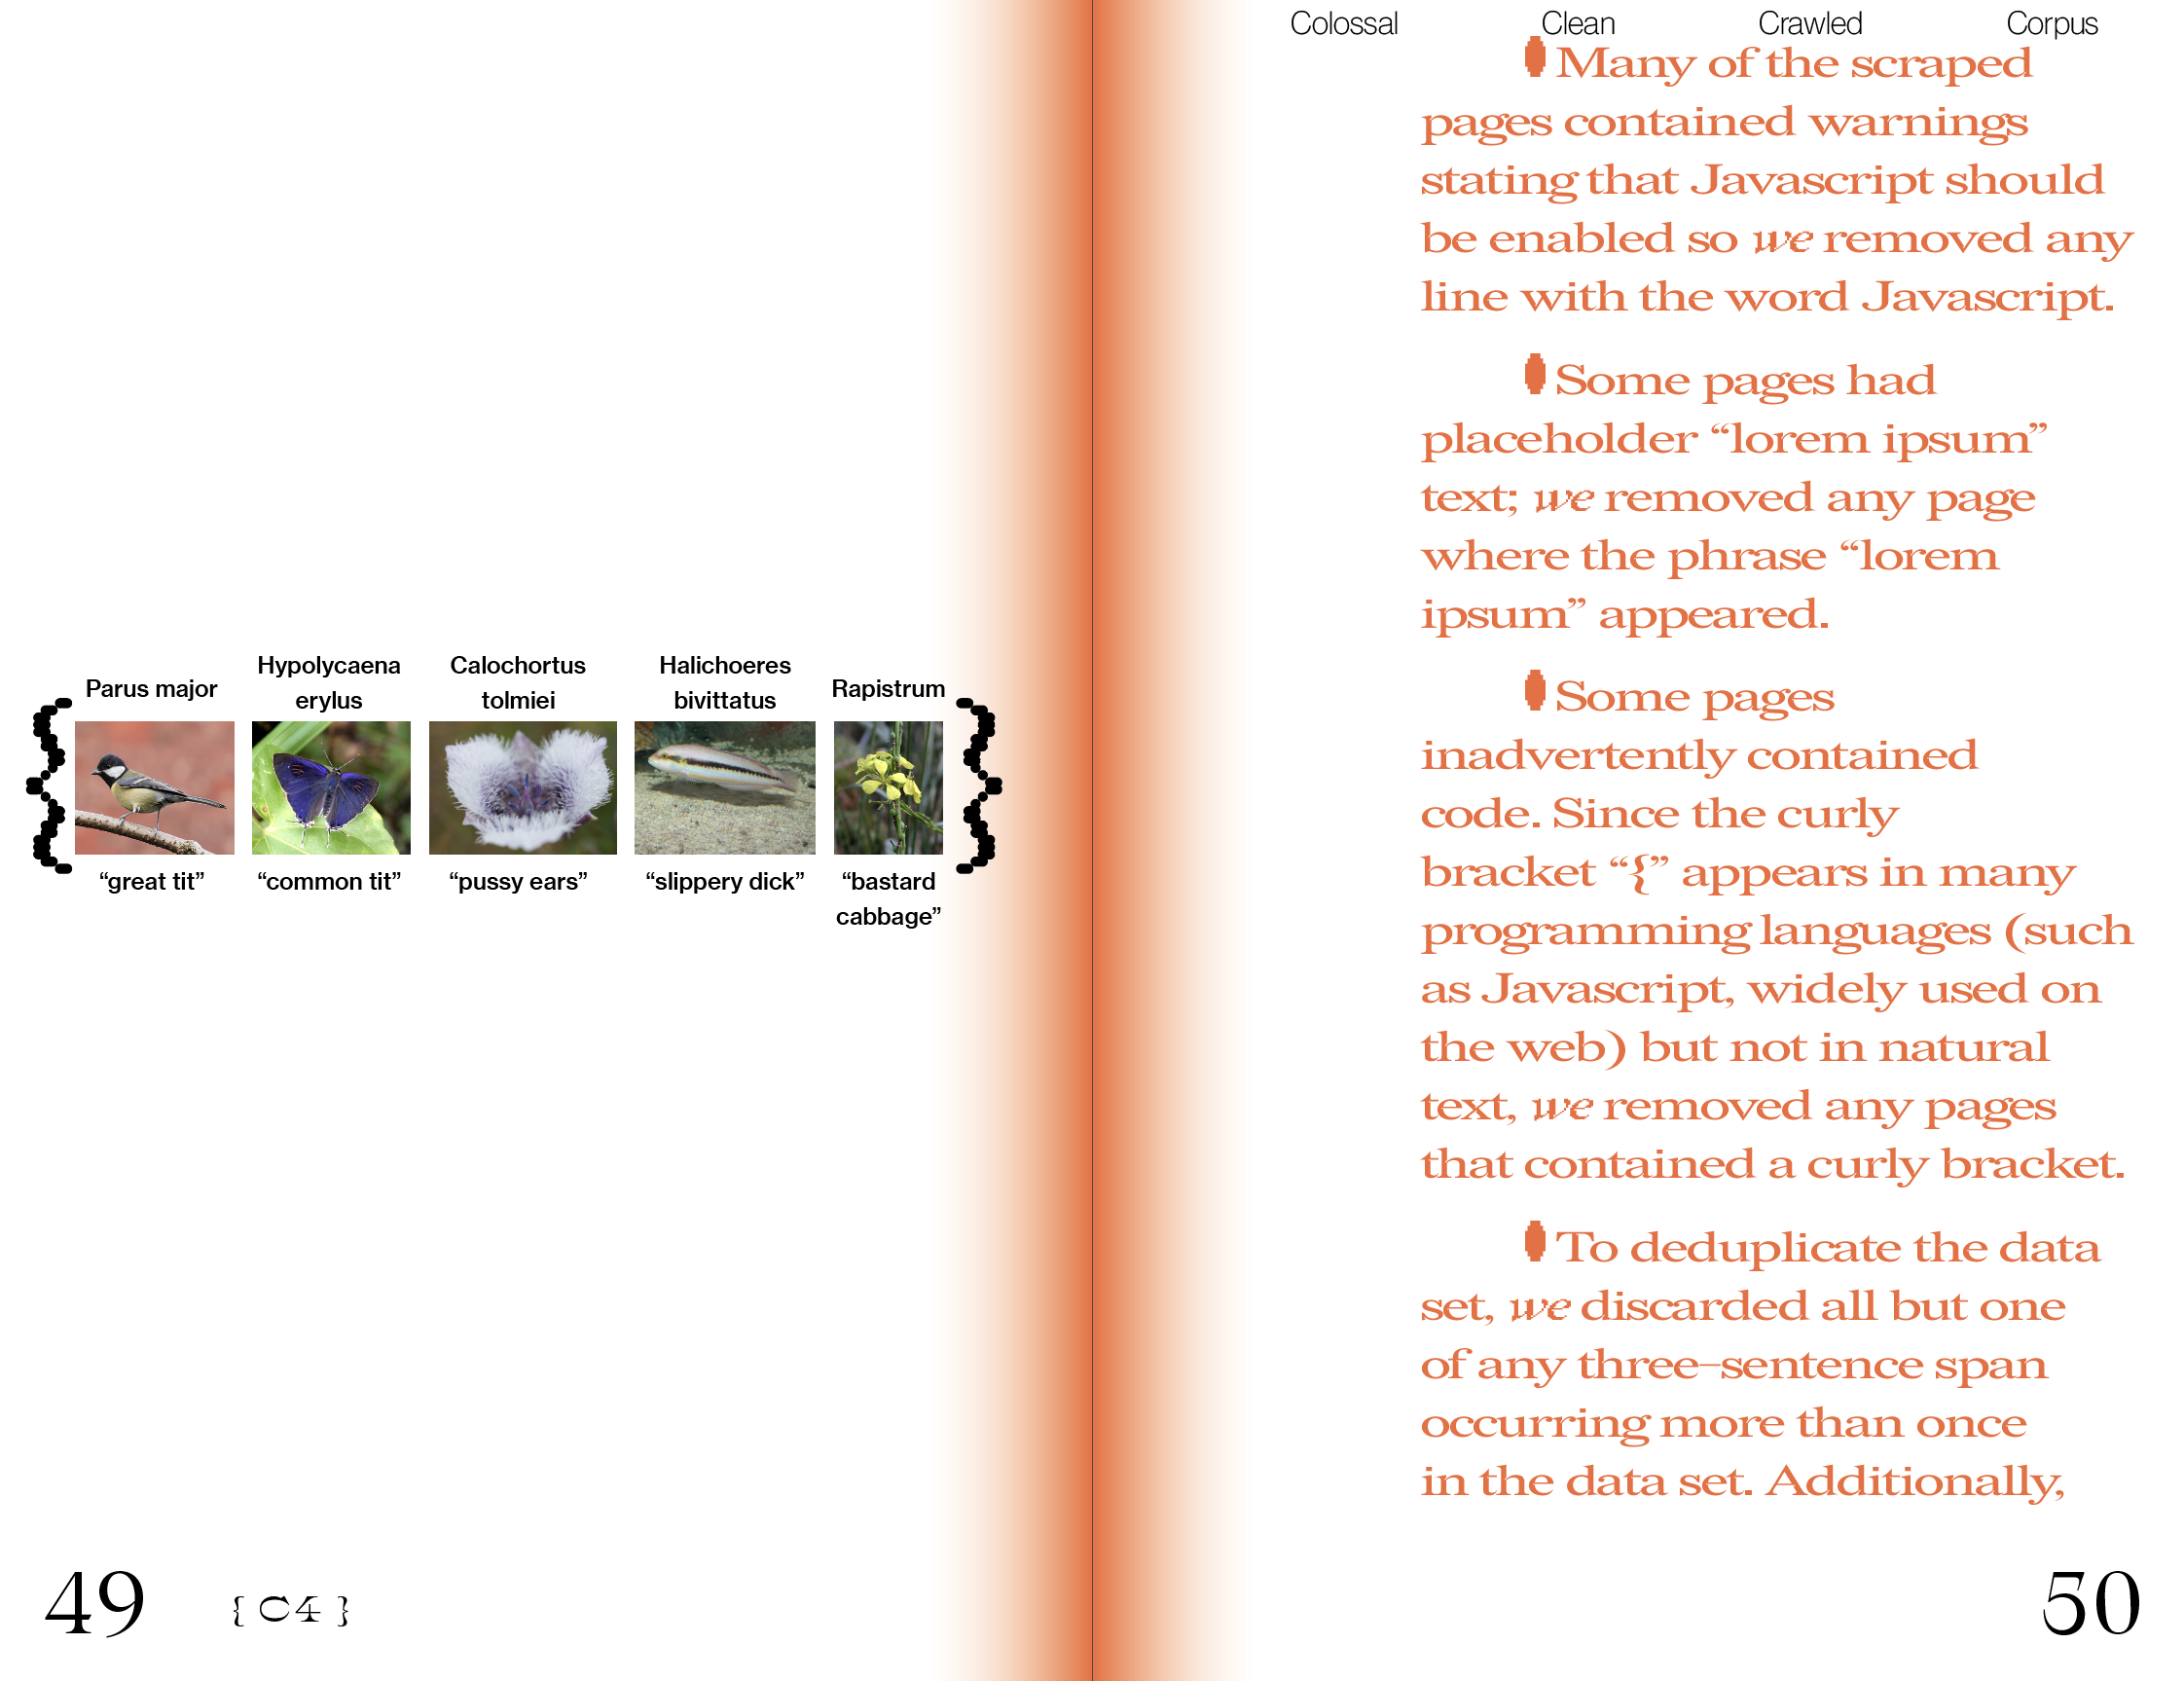 Parus major
Hypolycaena
erylus
Calochortus
tolmiei
Halichoeres
bivittatus
Rapistrum
“great tit”
“common tit”
“pussy ears”
“slippery dick”
“bastard
cabbage”
49
{ C4 }
Colossal Clean Crawled Corpus
Many of the scraped
pages contained warnings
stating that Javascript should
be enabled so we removed any
line with the word Javascript.
Some pages had
placeholder “lorem ipsum”
text; we removed any page
where the phrase “lorem
ipsum” appeared.
Some pages
inadvertently contained
code. Since the curly
bracket “{” appears in many
programming languages (such
as Javascript, widely used on
the web) but not in natural
text, we removed any pages
that contained a curly bracket.
To deduplicate the data
set, we discarded all but one
of any three–sentence span
occurring more than once
in the data set. Additionally,
50